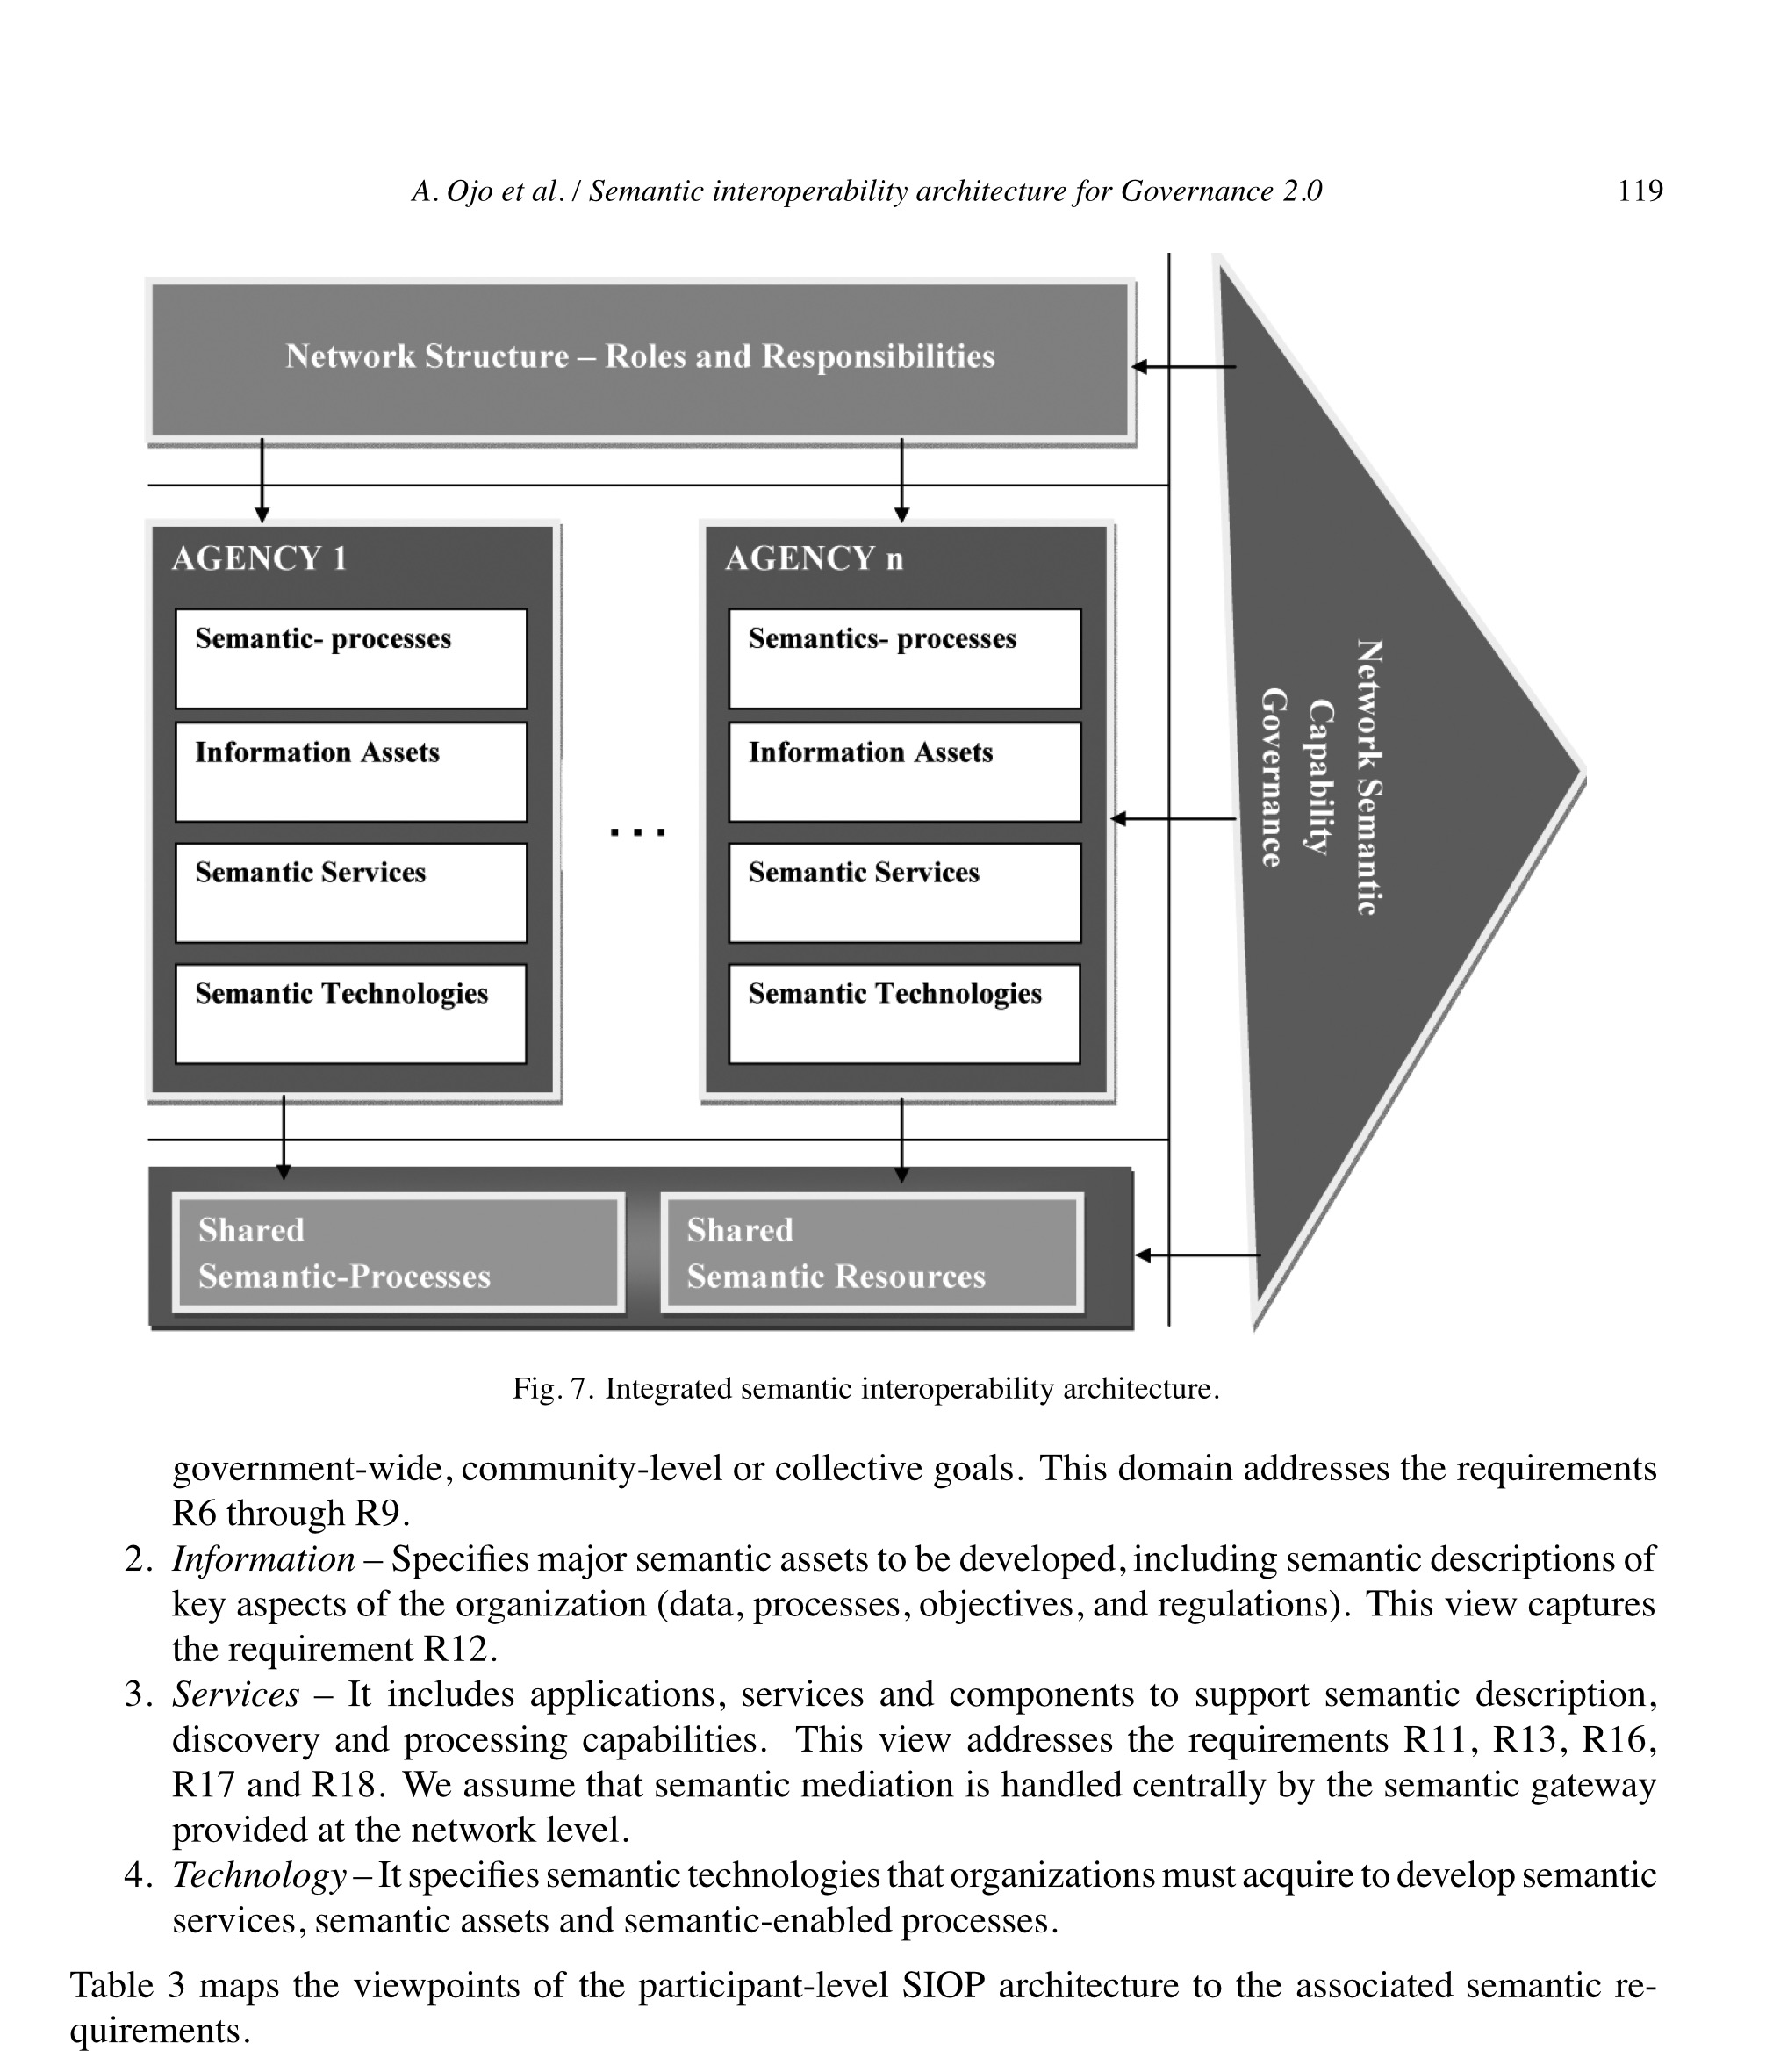 A. Ojo et al. / Semantic interoperability architecture for Governance 2.0 119
Network Structure – Roles and Responsibilities
AGENCY 1
Semantic- processes
Information Assets
Semantic Services
Semantic Technologies
...
AGENCY n
Semantics- processes
Information Assets
Semantic Services
Semantic Technologies
Network Semantic
Capability
Governance
Shared
Semantic-Processes
Shared
Semantic Resources
Fig. 7. Integrated semantic interoperability architecture.
government-wide, community-level or collective goals. This domain addresses the requirements
R6 through R9.
2. Information – Specifies major semantic assets to be developed, including semantic descriptions of
key aspects of the organization (data, processes, objectives, and regulations). This view captures
the requirement R12.
3. Services – It includes applications, services and components to support semantic description,
discovery and processing capabilities. This view addresses the requirements R11, R13, R16,
R17 and R18. We assume that semantic mediation is handled centrally by the semantic gateway
provided at the network level.
4. Technology – It specifies semantic technologies that organizations must acquire to develop semantic
services, semantic assets and semantic-enabled processes.
Table 3 maps the viewpoints of the participant-level SIOP architecture to the associated semantic re-
quirements.